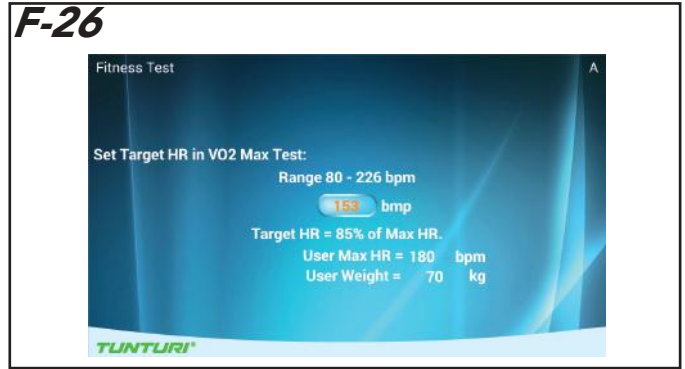 F-26
Fitness Test A
Set Target HR in VO2 Max Test:
Range 80 - 226 bpm
153 bmp
Target HR = 85% of Max HR.
User Max HR = 180 bpm
User Weight = 70 kg
TUNTURI®